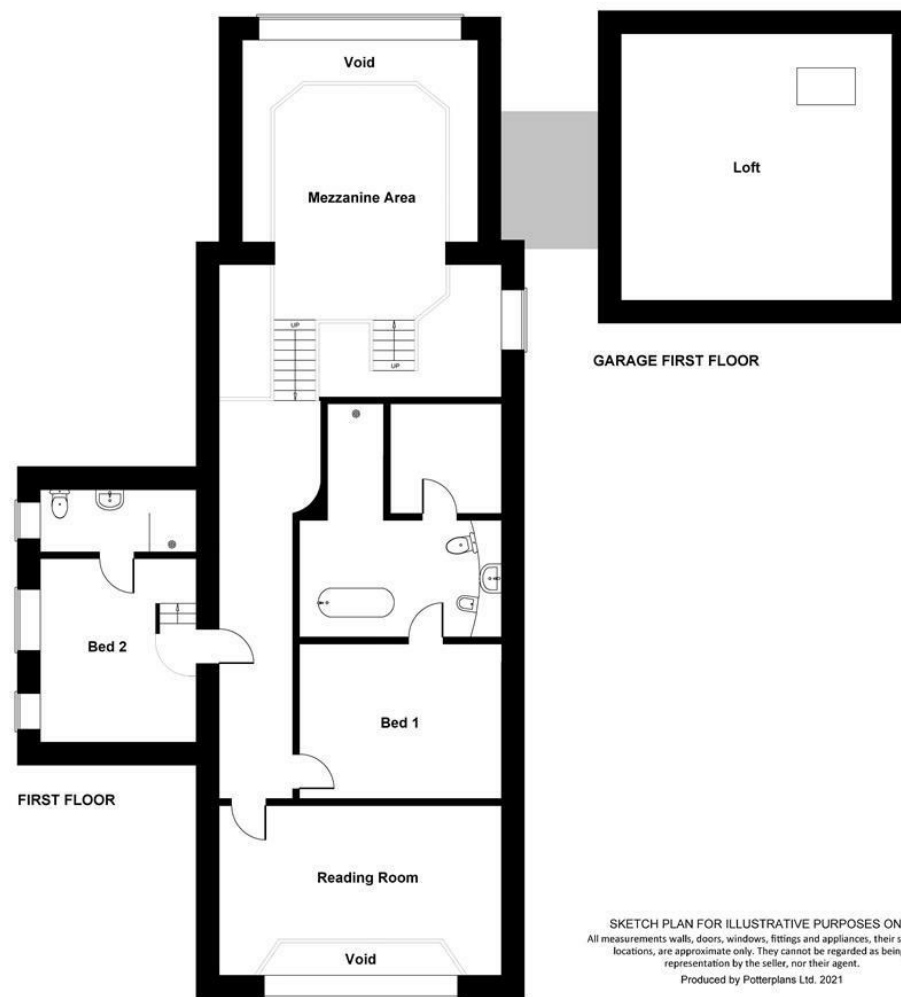 Void
Mezzanine Area
Loft
UP
UP
GARAGE FIRST FLOOR
Bed 2
Bed 1
FIRST FLOOR
Reading Room
Void
SKETCH PLAN FOR ILLUSTRATIVE PURPOSES ON
All measurements walls, doors, windows, fittings and appliances, their s
locations, are approximate only. They cannot be regarded as being
representation by the seller, nor their agent.
Produced by Potterplans Ltd. 2021